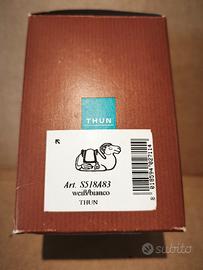 THUN
Art. S518A83
weiß/bianco
THUN
subito